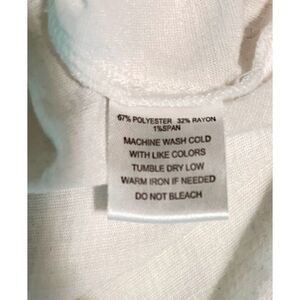 67% POLYESTER 32% RAYON
1%SPAN
MACHINE WASH COLD
WITH LIKE COLORS
TUMBLE DRY LOW
WARM IRON IF NEEDED
DO NOT BLEACH